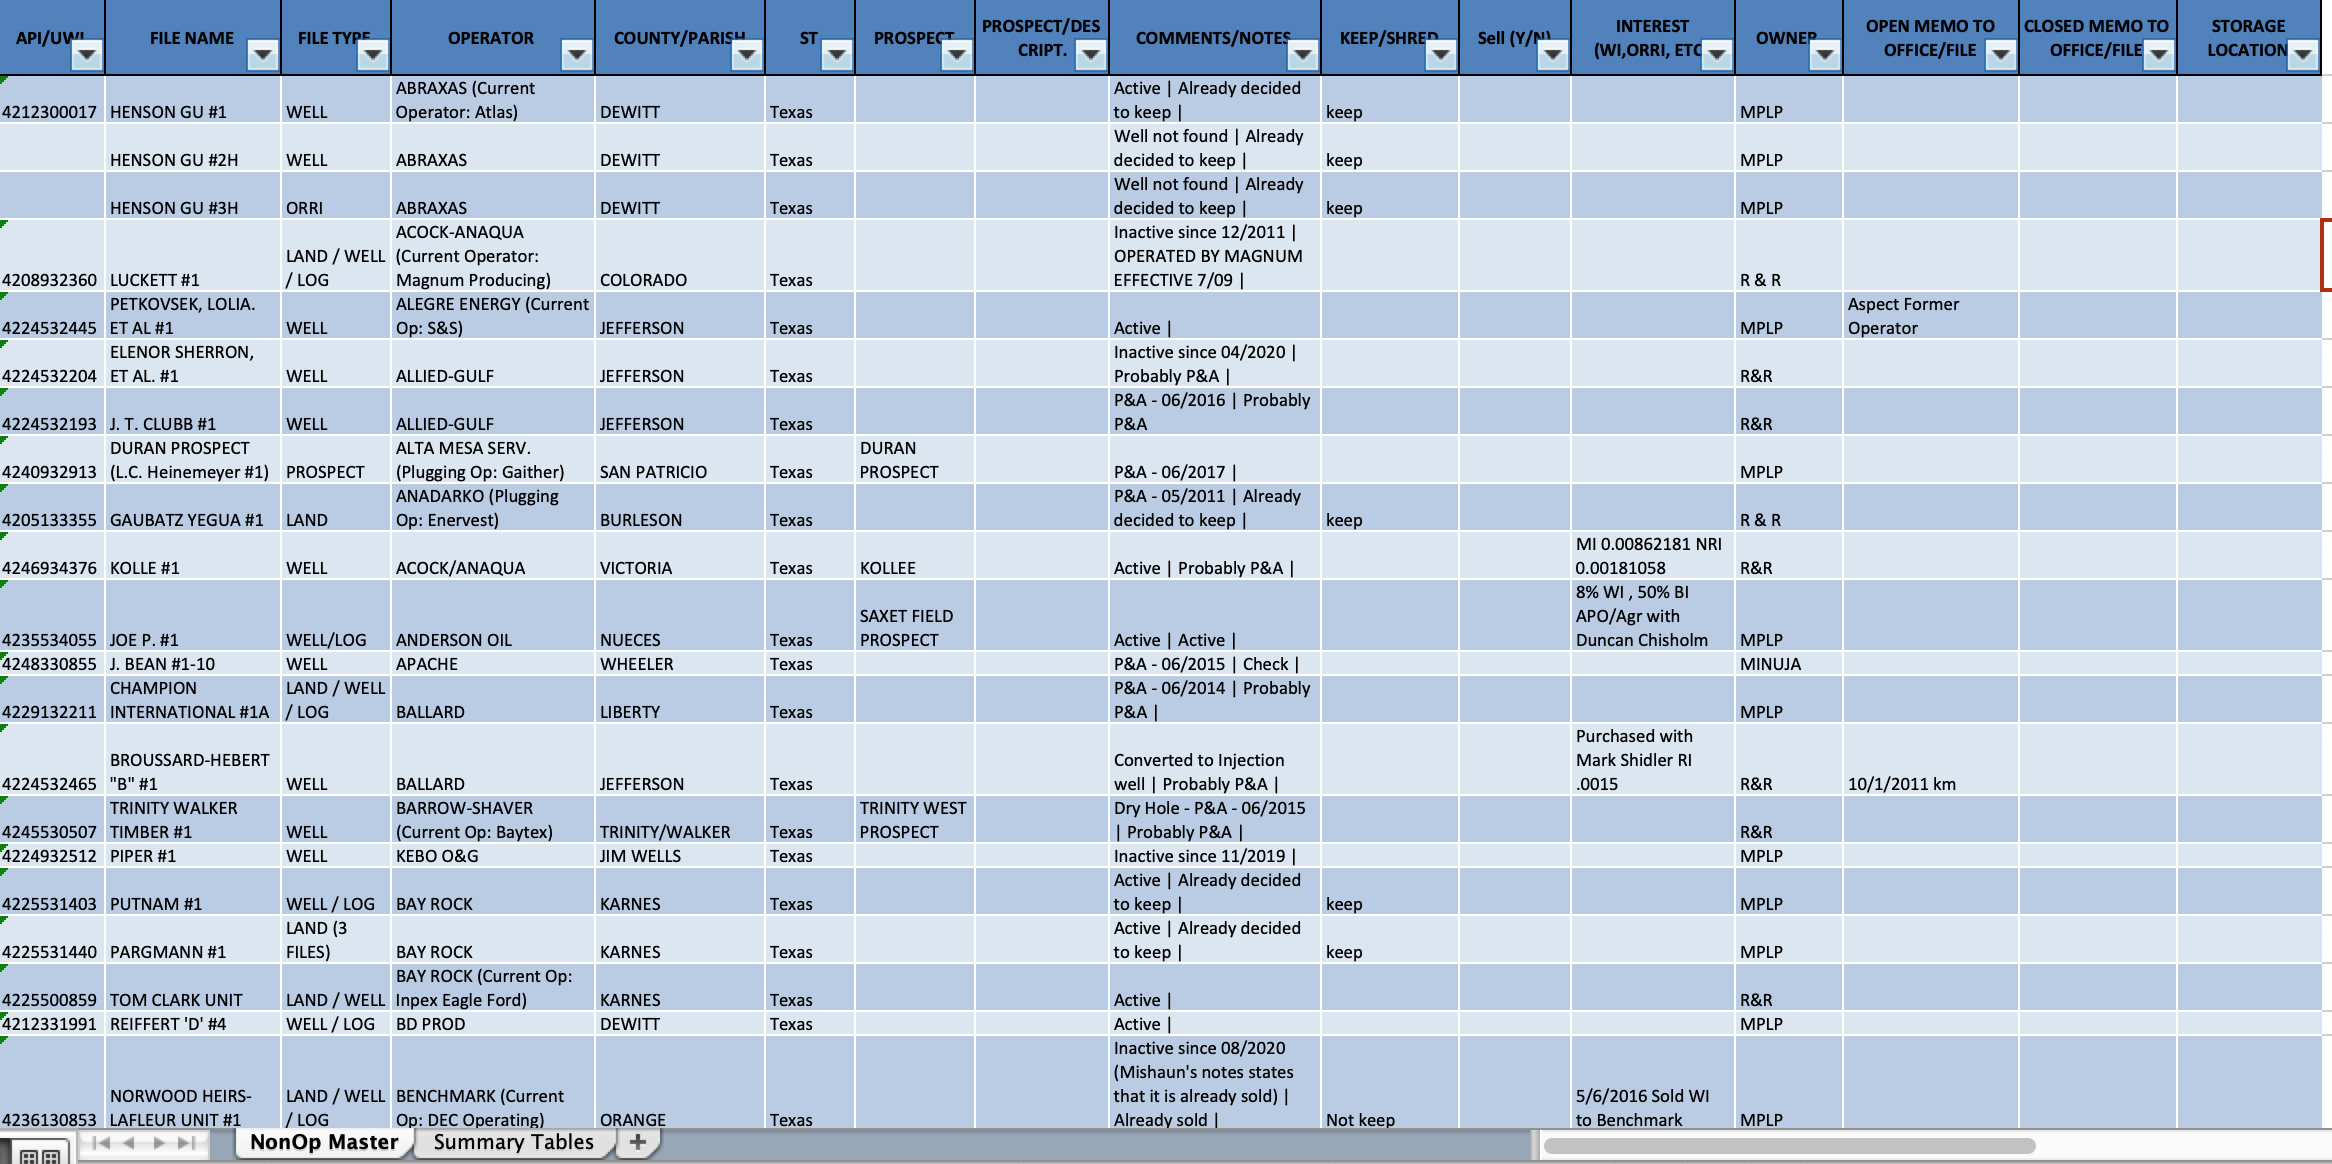 API/UWI FILE NAME FILE TYPE OPERATOR COUNTY/PARISH ST PROSPECT PROSPECT/DESCRIPT. COMMENTS/NOTES KEEP/SHRED Sell (Y/N) INTEREST (WI,ORRI, ETC OWNER OPEN MEMO TO OFFICE/FILE CLOSED MEMO TO OFFICE/FILE STORAGE LOCATION
4212300017 HENSON GU #1 WELL ABRAXAS (Current Operator: Atlas) DEWITT Texas Active | Already decided to keep | keep MPLP
HENSON GU #2H WELL ABRAXAS DEWITT Texas Well not found | Already decided to keep | keep MPLP
HENSON GU #3H ORRI ABRAXAS DEWITT Texas Well not found | Already decided to keep | keep MPLP
4208932360 LUCKETT #1 LAND / WELL / LOG ACOCK-ANAQUA (Current Operator: Magnum Producing) COLORADO Texas Inactive since 12/2011 | OPERATED BY MAGNUM EFFECTIVE 7/09 | R & R
4224532445 PETKOVSEK, LOLIA. ET AL #1 WELL ALEGRE ENERGY (Current Op: S&S) JEFFERSON Texas Active | MPLP Aspect Former Operator
4224532204 ELENOR SHERRON, ET AL. #1 WELL ALLIED-GULF JEFFERSON Texas Inactive since 04/2020 | Probably P&A | R&R
4224532193 J. T. CLUBB #1 WELL ALLIED-GULF JEFFERSON Texas P&A - 06/2016 | Probably P&A R&R
4240932913 DURAN PROSPECT (L.C. Heinemeyer #1) PROSPECT ALTA MESA SERV. (Plugging Op: Gaither) SAN PATRICIO Texas DURAN PROSPECT P&A - 06/2017 | MPLP
4205133355 GAUBATZ YEGUA #1 LAND ANADARKO (Plugging Op: Enervest) BURLESON Texas P&A - 05/2011 | Already decided to keep | keep R & R
4246934376 KOLLE #1 WELL ACOCK/ANAQUA VICTORIA Texas KOLLEE Active | Probably P&A | MI 0.00862181 NRI 0.00181058 R&R
4235534055 JOE P. #1 WELL/LOG ANDERSON OIL NUECES Texas SAXET FIELD PROSPECT Active | Active | 8% WI , 50% BI APO/Agr with Duncan Chisholm MPLP
4248330855 J. BEAN #1-10 WELL APACHE WHEELER Texas P&A - 06/2015 | Check | MINUJA
4229132211 CHAMPION INTERNATIONAL #1A LAND / WELL / LOG BALLARD LIBERTY Texas P&A - 06/2014 | Probably P&A | MPLP
4224532465 BROUSSARD-HEBERT "B" #1 WELL BALLARD JEFFERSON Texas Converted to Injection well | Probably P&A | Purchased with Mark Shidler RI .0015 R&R 10/1/2011 km
4245530507 TRINITY WALKER TIMBER #1 WELL BARROW-SHAVER (Current Op: Baytex) TRINITY/WALKER Texas TRINITY WEST PROSPECT Dry Hole - P&A - 06/2015 | Probably P&A | R&R
4224932512 PIPER #1 WELL KEBO O&G JIM WELLS Texas Inactive since 11/2019 | MPLP
4225531403 PUTNAM #1 WELL / LOG BAY ROCK KARNES Texas Active | Already decided to keep | keep MPLP
4225531440 PARGMANN #1 LAND (3 FILES) BAY ROCK KARNES Texas Active | Already decided to keep | keep MPLP
4225500859 TOM CLARK UNIT LAND / WELL BAY ROCK (Current Op: Inpex Eagle Ford) KARNES Texas Active | R&R
4212331991 REIFFERT 'D' #4 WELL / LOG BD PROD DEWITT Texas Active | MPLP
4236130853 NORWOOD HEIRS-LAFLEUR UNIT #1 LAND / WELL / LOG BENCHMARK (Current Op: DEC Operating) ORANGE Texas Inactive since 08/2020 (Mishaun's notes states that it is already sold) | Already sold | Not keep 5/6/2016 Sold WI to Benchmark MPLP
NonOp Master Summary Tables +